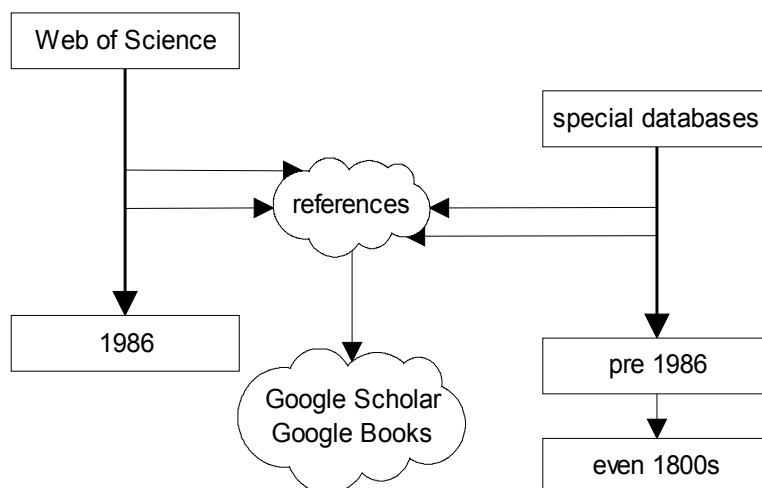 Web of Science
special databases
references
1986
pre 1986
Google Scholar
Google Books
even 1800s